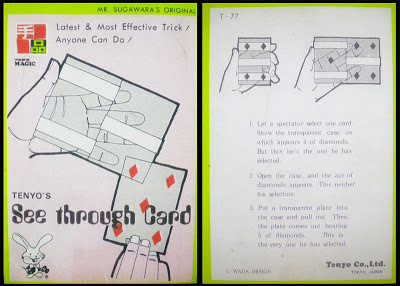 MR. SUGAWARA'S ORIGINAL
Latest & Most Effective Trick!
Anyone Can Do!
手品
TENYO
MAGIC
TENYO'S
See through Card
T-77
1. Let a spectator select one card.
Show the transparent case on
which appears 4 of diamonds.
But this isn't the one he has
selected.
2. Open the case, and the ace of
diamonds appears. This neither
his selection.
3. Put a transparent plate into
the case and pull out. Then
the plate comes out bearing
5 of diamonds. This is
the very one he has selected.
© WADA DESIGN.
Tenyo Co., Ltd.
TOKYO, JAPAN